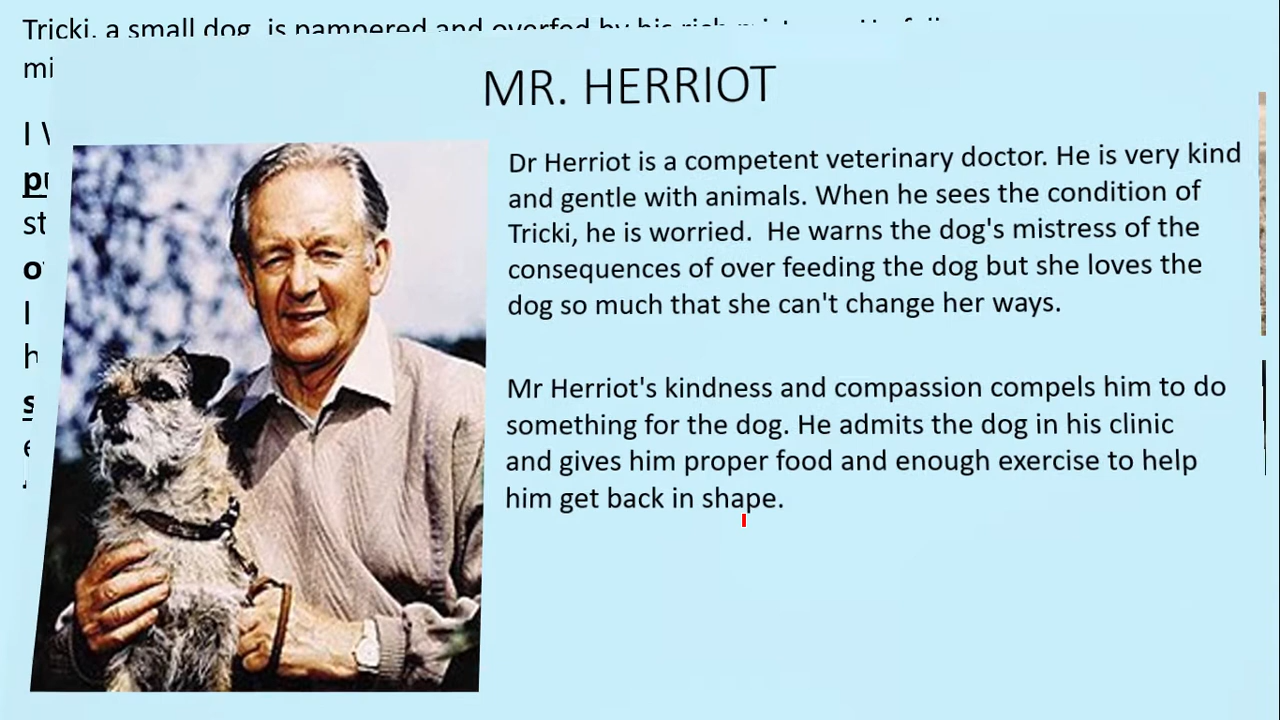 Tricki, a small dog, is pampered and overfed by his rich
mi
MR. HERRIOT
Dr Herriot is a competent veterinary doctor. He is very kind
and gentle with animals. When he sees the condition of
Tricki, he is worried. He warns the dog's mistress of the
consequences of over feeding the dog but she loves the
dog so much that she can't change her ways.
Mr Herriot's kindness and compassion compels him to do
something for the dog. He admits the dog in his clinic
and gives him proper food and enough exercise to help
him get back in shape.
I
st
I
h